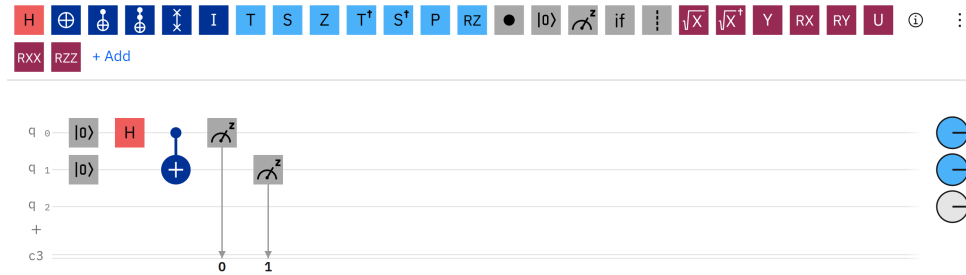 H I T S Z T† S† P RZ |0⟩ z if √X √X† Y RX RY U i
RXX RZZ + Add
q 0 |0⟩ H z
q 1 |0⟩ z
q 2
+
c3
0 1